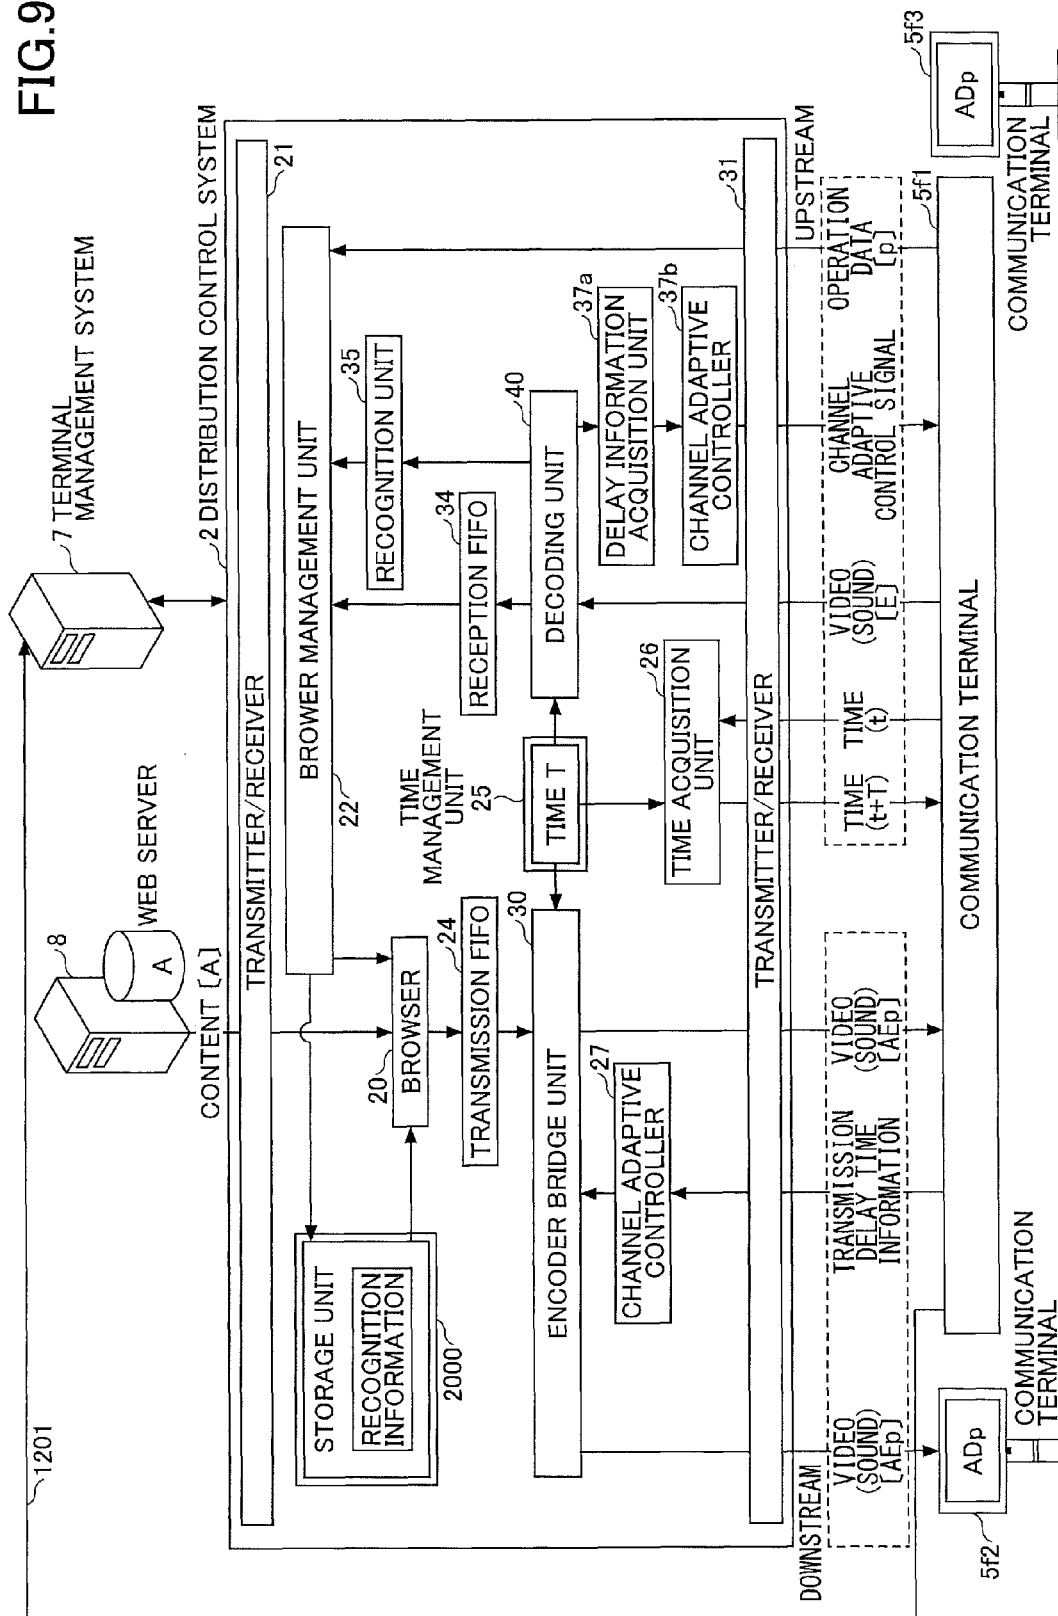 FIG.9
1201
7 TERMINAL
MANAGEMENT SYSTEM
8
WEB SERVER
A
CONTENT [A]
2 DISTRIBUTION CONTROL SYSTEM
TRANSMITTER/RECEIVER
21
BROWER MANAGEMENT UNIT
22
STORAGE UNIT
RECOGNITION
INFORMATION
2000
20
BROWSER
24
TRANSMISSION FIFO
TIME
MANAGEMENT
UNIT
25
TIME T
35
RECOGNITION UNIT
34
RECEPTION FIFO
30
ENCODER BRIDGE UNIT
40
DECODING UNIT
27
CHANNEL ADAPTIVE
CONTROLLER
26
TIME ACQUISITION
UNIT
37a
DELAY INFORMATION
ACQUISITION UNIT
37b
CHANNEL ADAPTIVE
CONTROLLER
TRANSMITTER/RECEIVER
31
DOWNSTREAM
UPSTREAM
VIDEO
(SOUND)
[AEp]
TRANSMISSION
DELAY TIME
INFORMATION
VIDEO
(SOUND)
[AEp]
TIME
(t+T)
TIME
(t)
VIDEO
(SOUND)
[E]
CHANNEL
ADAPTIVE
CONTROL SIGNAL
OPERATION
DATA
[p]
5f1
COMMUNICATION TERMINAL
ADp
5f2
COMMUNICATION
TERMINAL
5f3
ADp
COMMUNICATION
TERMINAL